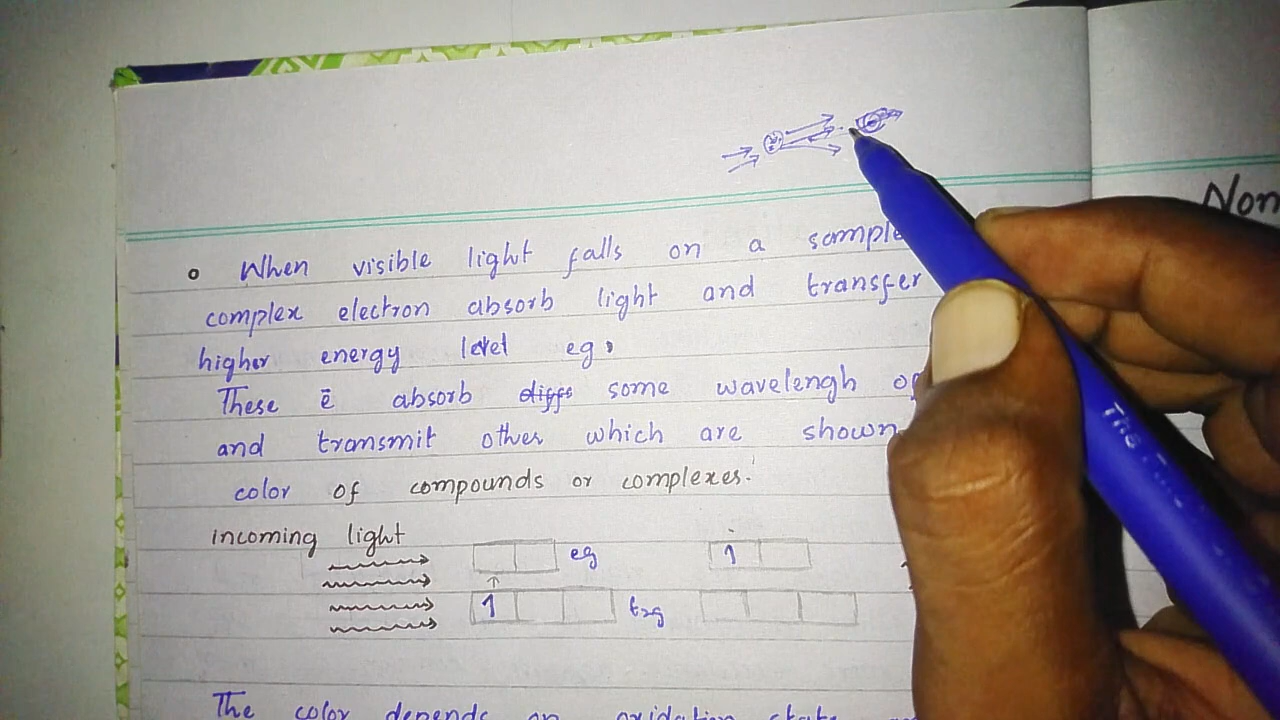 Non
When visible light falls on a sample
complex electron absorb light and transfer
higher energy level eg.
These ē absorb diffs some wavelengh of
and transmit other which are shown
color of compounds or complexes.
incoming light
eg
1
1
t2g
The color depends on oxidation state
The